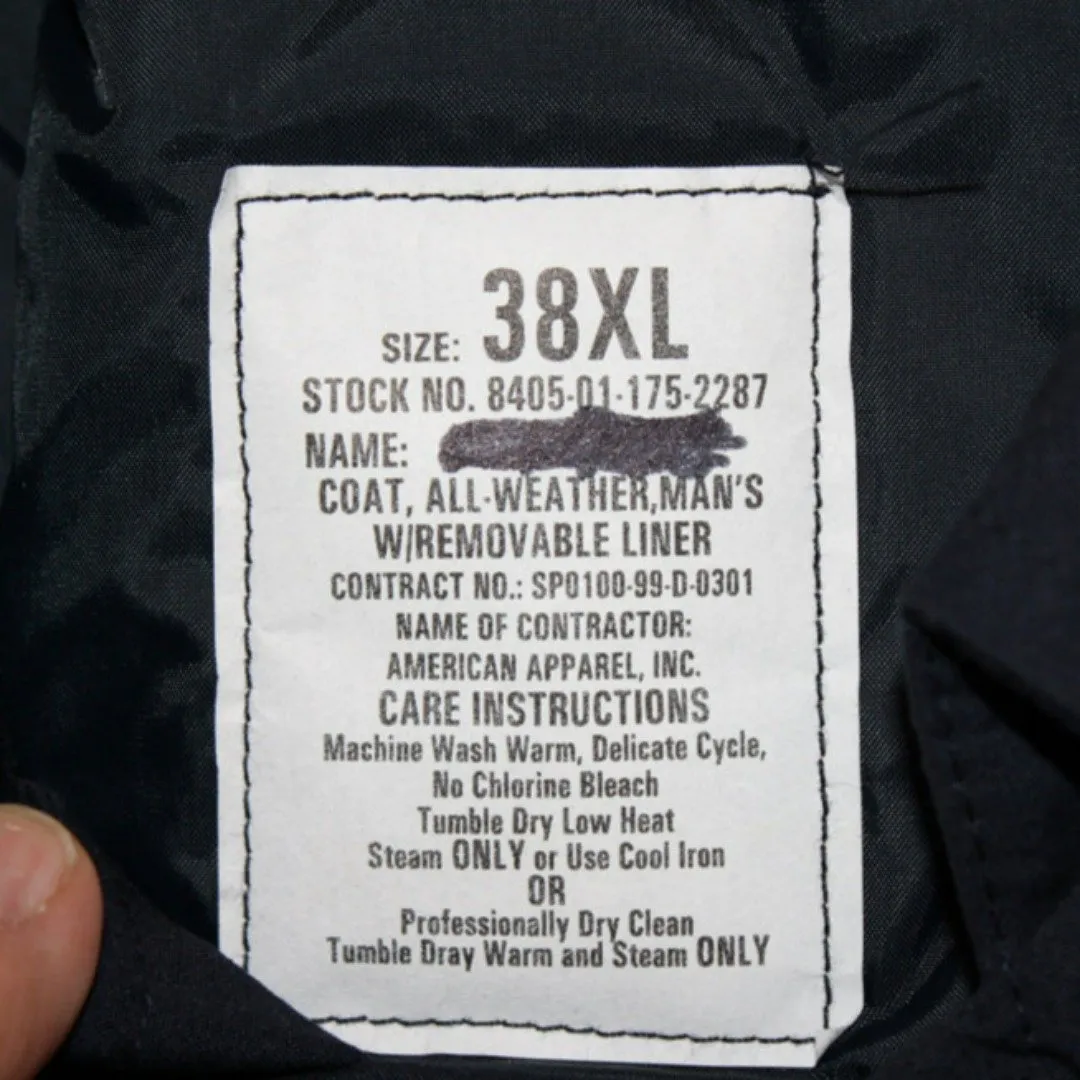 SIZE: 38XL
STOCK NO. 8405-01-175-2287
NAME:
COAT, ALL-WEATHER,MAN'S
W/REMOVABLE LINER
CONTRACT NO.: SP0100-99-D-0301
NAME OF CONTRACTOR:
AMERICAN APPAREL, INC.
CARE INSTRUCTIONS
Machine Wash Warm, Delicate Cycle,
No Chlorine Bleach
Tumble Dry Low Heat
Steam ONLY or Use Cool Iron
OR
Professionally Dry Clean
Tumble Dray Warm and Steam ONLY